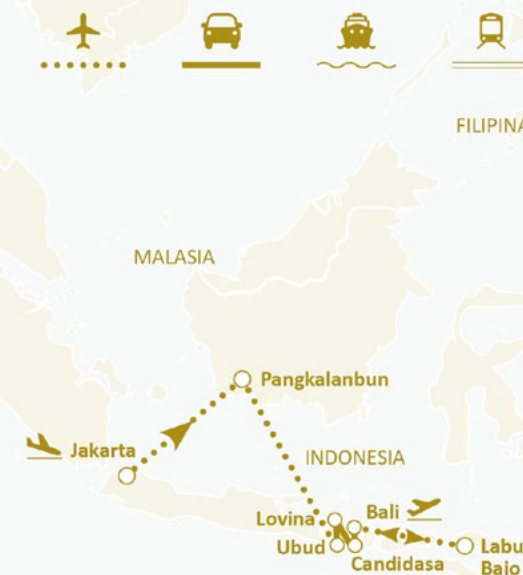 FILIPINA
MALASIA
Pangkalanbun
Jakarta
INDONESIA
Lovina
Bali
Ubud
Labu
Candidasa
Bajo